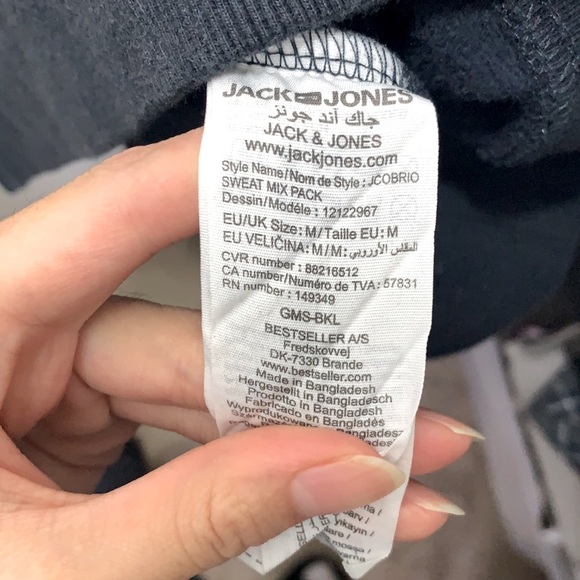 JACK JONES
جاك آند جونز
JACK & JONES
www.jackjones.com
Style Name/Nom de Style : JCOBRIO
SWEAT MIX PACK
Dessin/Modéle : 12122967
EU/UK Size: M/Taille EU: M
EU VELIČINA: M/M: المقاس الأوروبي
CVR number : 88216512
CA number/Numéro de TVA : 57831
RN number : 149349
GMS-BKL
BESTSELLER A/S
Fredskovvej
DK-7330 Brande
www.bestseller.com
Made in Bangladesh
Hergestellt in Bangladesch
Prodotto in Bangladesh
Fabricado en Bangladés
Wyprodukowano